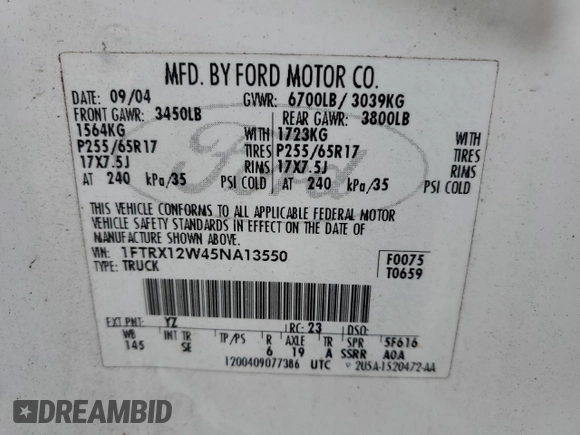 MFD. BY FORD MOTOR CO.
DATE: 09/04 GVWR: 6700LB/ 3039KG
FRONT GAWR: 3450LB REAR GAWR: 3800LB
1564KG WITH 1723KG WITH
P255/65R17 TIRES P255/65R17 TIRES
17X7.5J RIMS 17X7.5J RIMS
AT 240 kPa/35 PSI COLD AT 240 kPa/35 PSI COLD
THIS VEHICLE CONFORMS TO ALL APPLICABLE FEDERAL MOTOR
VEHICLE SAFETY STANDARDS IN EFFECT ON THE DATE OF
MANUFACTURE SHOWN ABOVE.
VIN: 1FTRX12W45NA13550 F0075
TYPE: TRUCK T0659
EXT PNT: YZ RC: 23 DSO:
WB INT TR TP/PS R AXLE TR SPR 5F616
145 SE 6 19 A SSRR A0A
1200409077386 UTC V 2U5A-1520472-AA
Ford
DREAMBID